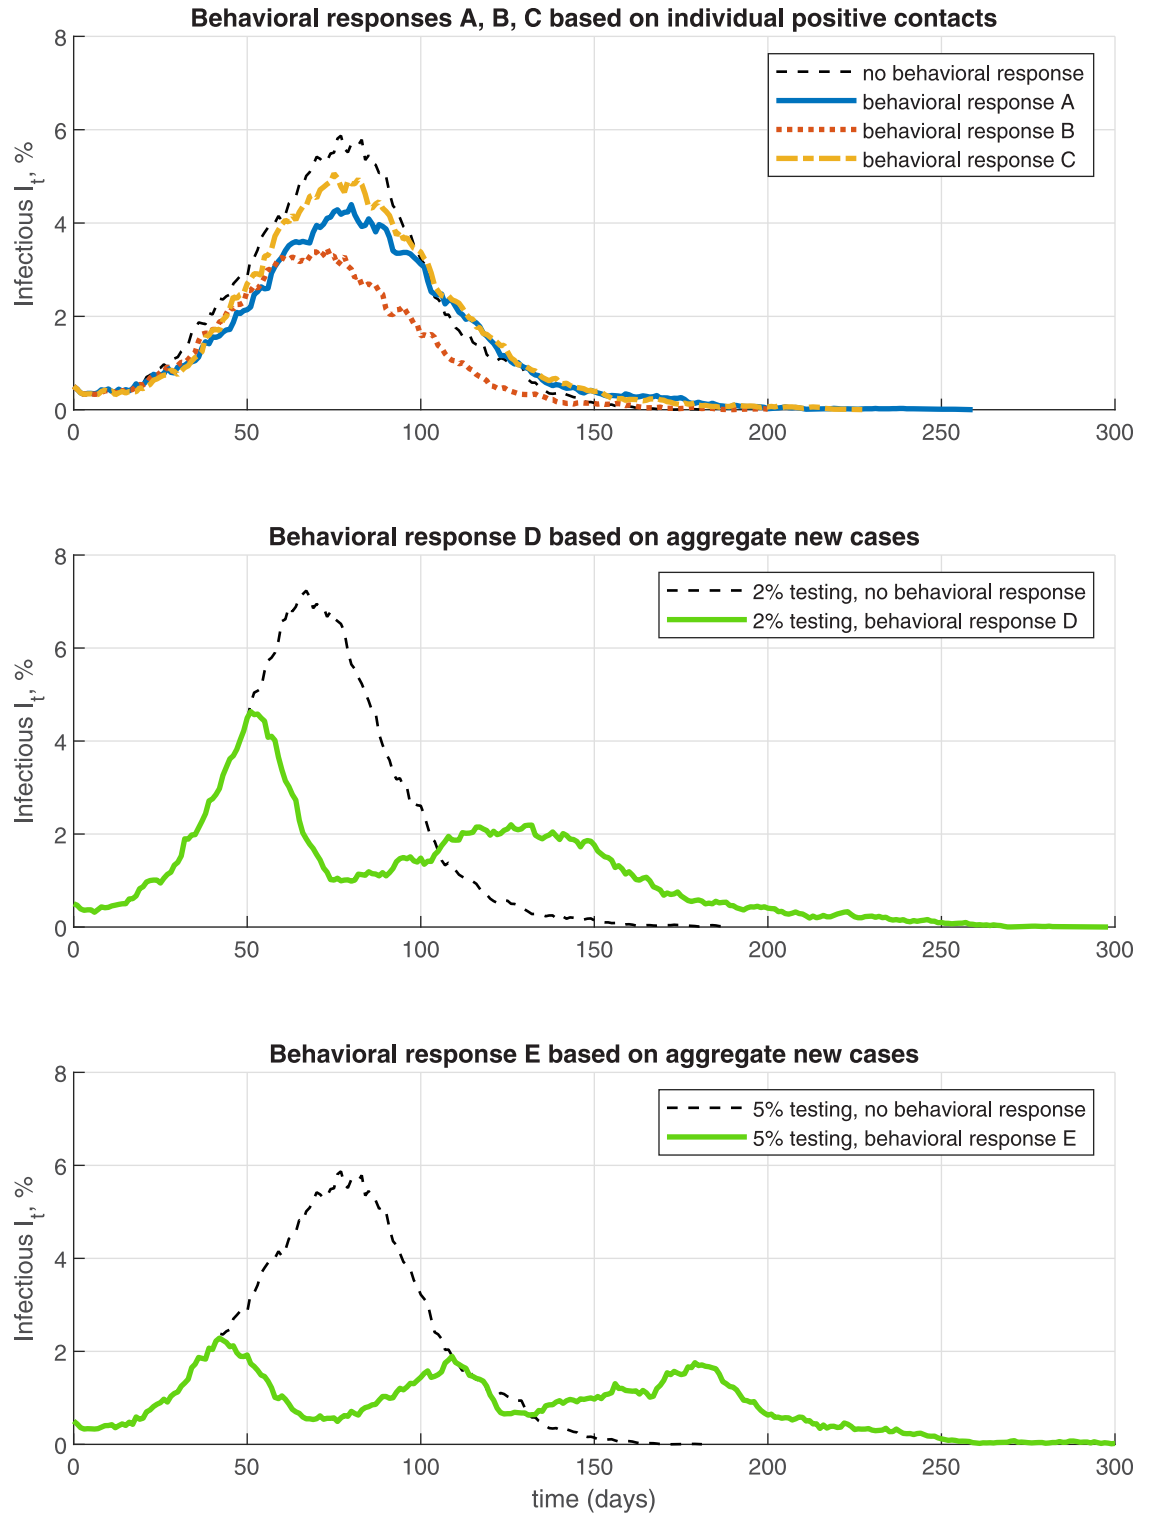 Behavioral responses A, B, C based on individual positive contacts
8
6
4
2
0
Infectious I_t, %
no behavioral response
behavioral response A
behavioral response B
behavioral response C
0 50 100 150 200 250 300
Behavioral response D based on aggregate new cases
8
6
4
2
0
Infectious I_t, %
2% testing, no behavioral response
2% testing, behavioral response D
0 50 100 150 200 250 300
Behavioral response E based on aggregate new cases
8
6
4
2
0
Infectious I_t, %
5% testing, no behavioral response
5% testing, behavioral response E
0 50 100 150 200 250 300
time (days)